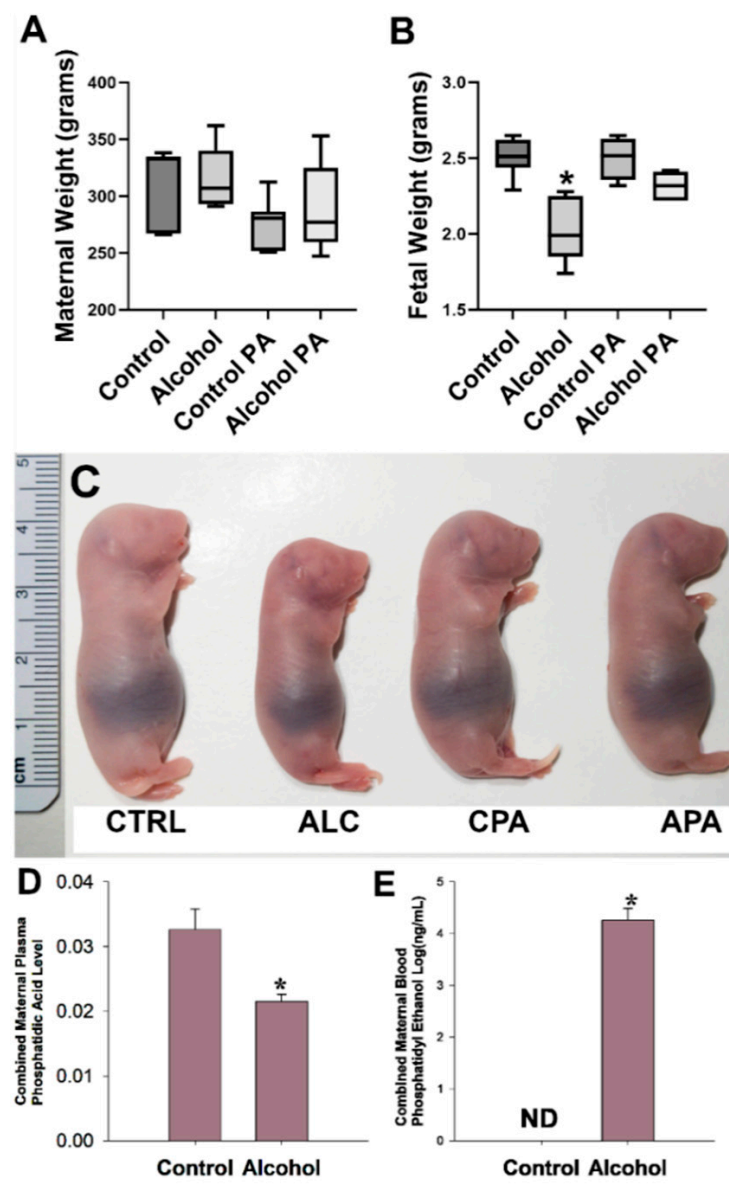 A
B
Maternal Weight (grams)
400
350
300
250
200
Control
Alcohol
Control PA
Alcohol PA
Fetal Weight (grams)
3.0
2.5
2.0
1.5
*
Control
Alcohol
Control PA
Alcohol PA
C
5
4
3
2
1
cm
CTRL
ALC
CPA
APA
D
Combined Maternal Plasma
Phosphatidic Acid Level
0.04
0.03
0.02
0.01
0.00
*
Control Alcohol
E
Combined Maternal Blood
Phosphatidyl Ethanol Log(ng/mL)
5
4
3
2
1
0
*
ND
Control Alcohol